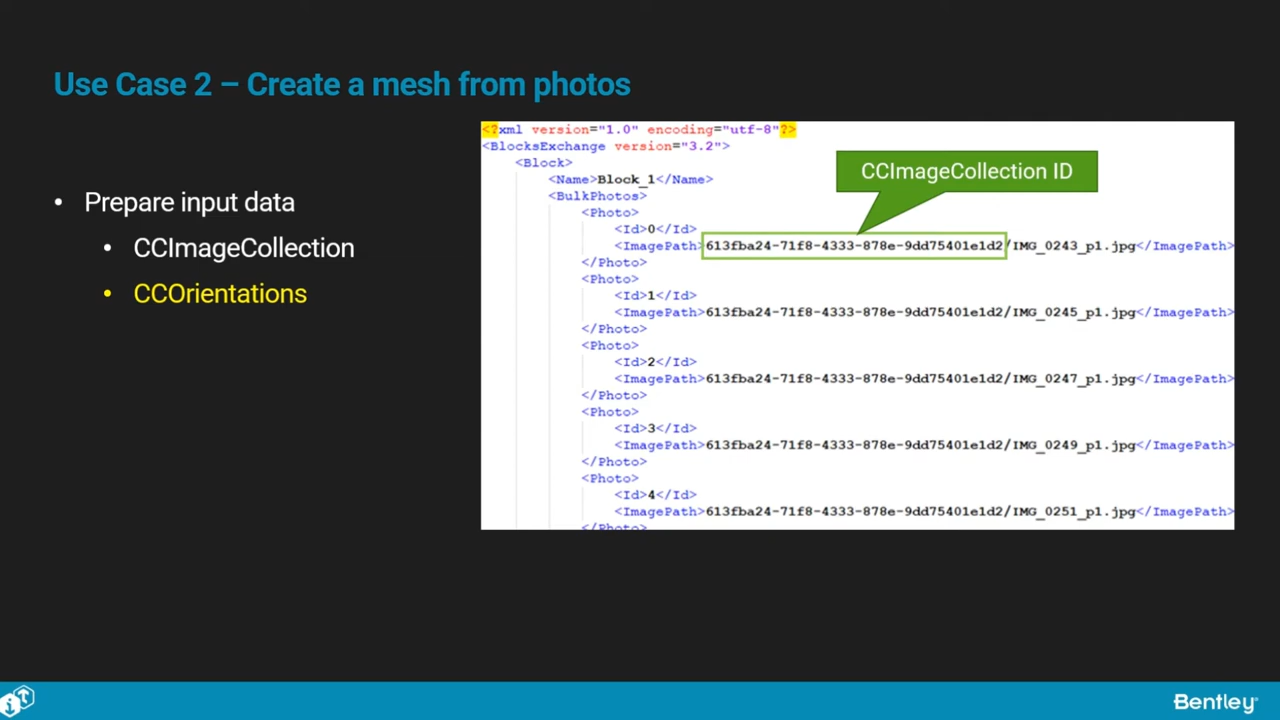 Use Case 2 – Create a mesh from photos
• Prepare input data
• CCImageCollection
• CCOrientations
<?xml version="1.0" encoding="utf-8"?>
<BlocksExchange version="3.2">
<Block>
<Name>Block_1</Name>
<BulkPhotos>
<Photo>
<Id>0</Id>
<ImagePath>613fba24-71f8-4333-878e-9dd75401e1d2/IMG_0243_p1.jpg</ImagePath>
</Photo>
<Photo>
<Id>1</Id>
<ImagePath>613fba24-71f8-4333-878e-9dd75401e1d2/IMG_0245_p1.jpg</ImagePath>
</Photo>
<Photo>
<Id>2</Id>
<ImagePath>613fba24-71f8-4333-878e-9dd75401e1d2/IMG_0247_p1.jpg</ImagePath>
</Photo>
<Photo>
<Id>3</Id>
<ImagePath>613fba24-71f8-4333-878e-9dd75401e1d2/IMG_0249_p1.jpg</ImagePath>
</Photo>
<Photo>
<Id>4</Id>
<ImagePath>613fba24-71f8-4333-878e-9dd75401e1d2/IMG_0251_p1.jpg</ImagePath>
</Photo>
CCImageCollection ID
iT
Bentley